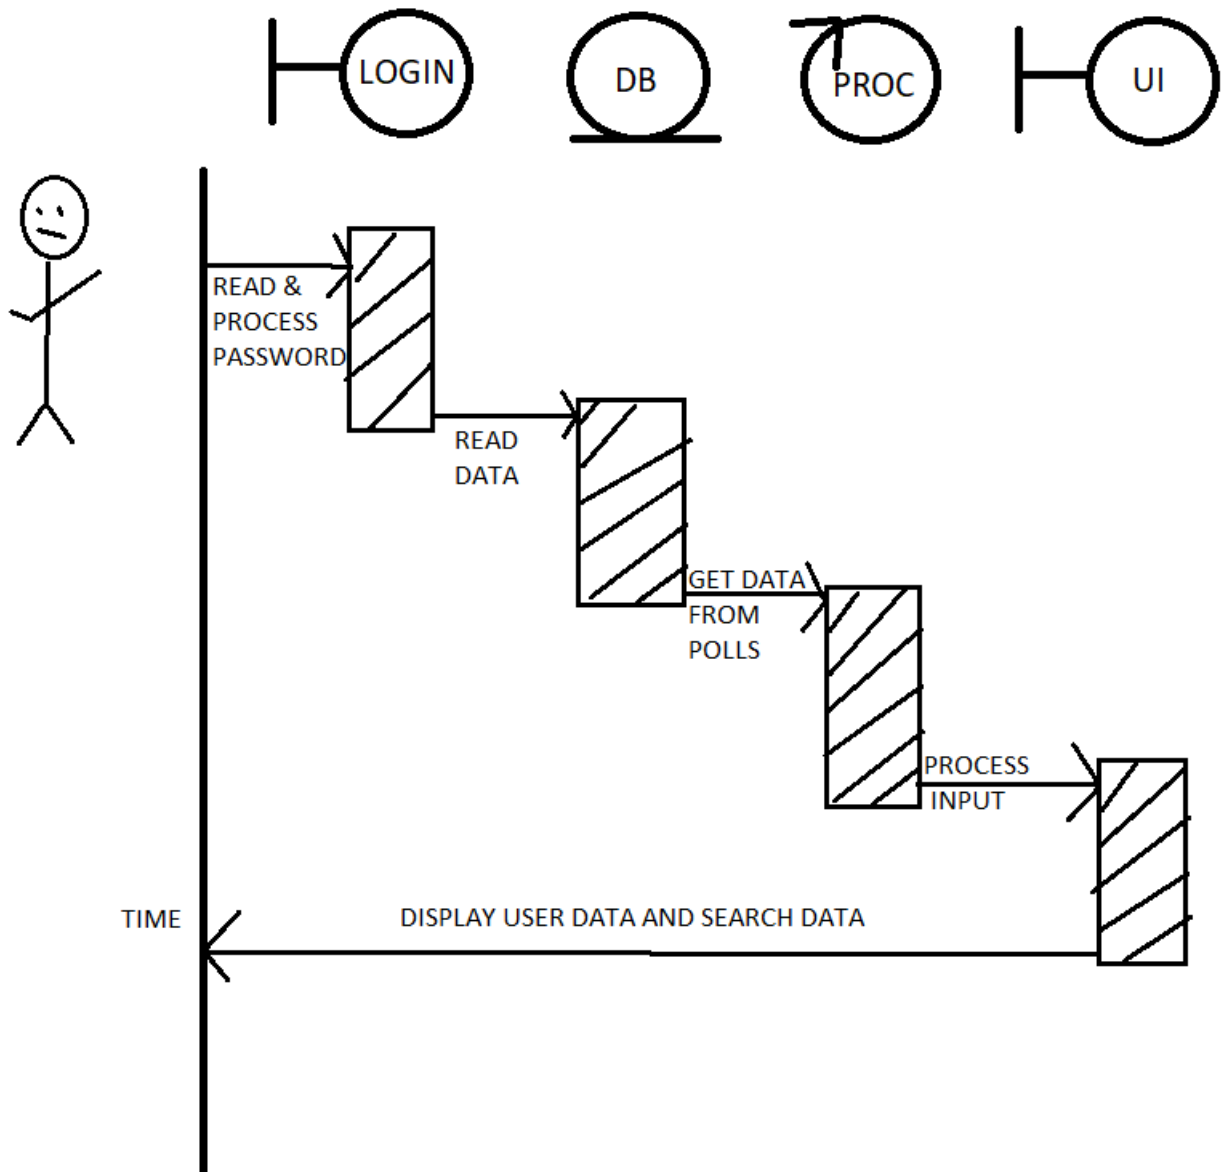 LOGIN
DB
PROC
UI
READ &
PROCESS
PASSWORD
READ
DATA
GET DATA
FROM
POLLS
PROCESS
INPUT
TIME
DISPLAY USER DATA AND SEARCH DATA